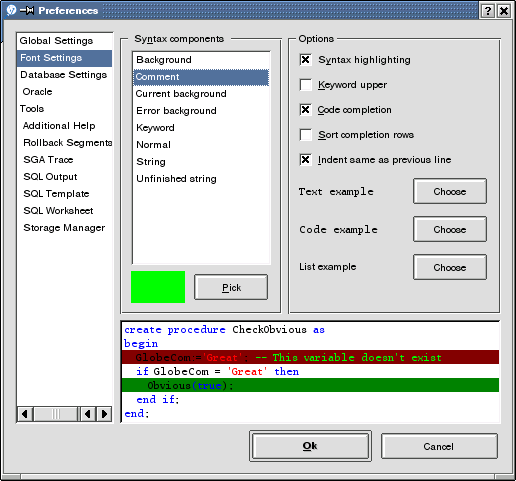 Preferences
Global Settings
Font Settings
Database Settings
Oracle
Tools
Additional Help
Rollback Segments
SGA Trace
SQL Output
SQL Template
SQL Worksheet
Storage Manager
Syntax components
Background
Comment
Current background
Error background
Keyword
Normal
String
Unfinished string
Pick
Options
Syntax highlighting
Keyword upper
Code completion
Sort completion rows
Indent same as previous line
Text example Choose
Code example Choose
List example Choose
create procedure CheckObvious as
begin
GlobeCom ='Great'; -- This variable doesn't exist
if GlobeCom = 'Great' then
Obvious(true);
end if;
end;
Ok Cancel